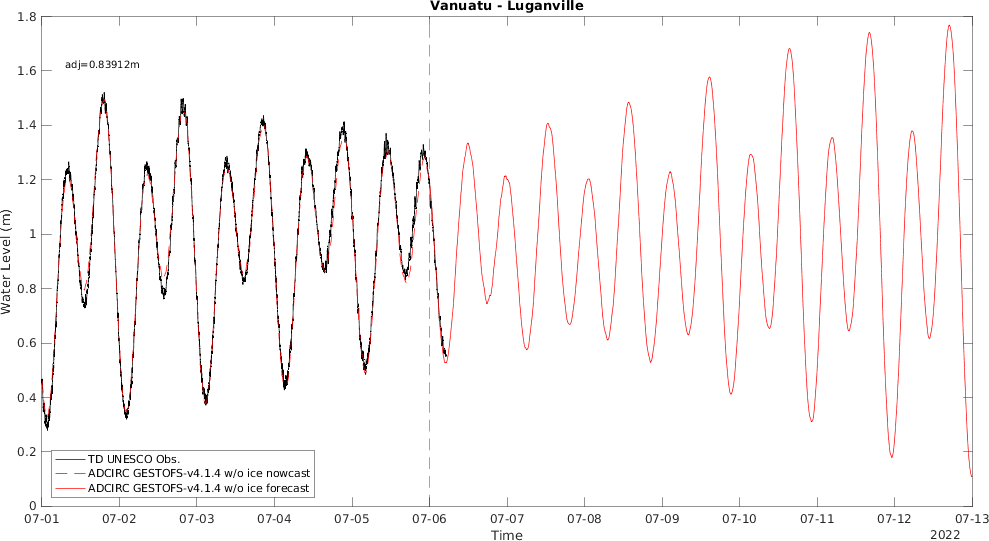 Vanuatu - Luganville
1.8
1.6
1.4
1.2
1
0.8
0.6
0.4
0.2
0
Water Level (m)
adj=0.83912m
TD UNESCO Obs.
ADCIRC GESTOFS-v4.1.4 w/o ice nowcast
ADCIRC GESTOFS-v4.1.4 w/o ice forecast
07-01 07-02 07-03 07-04 07-05 07-06 07-07 07-08 07-09 07-10 07-11 07-12 07-13
Time
2022